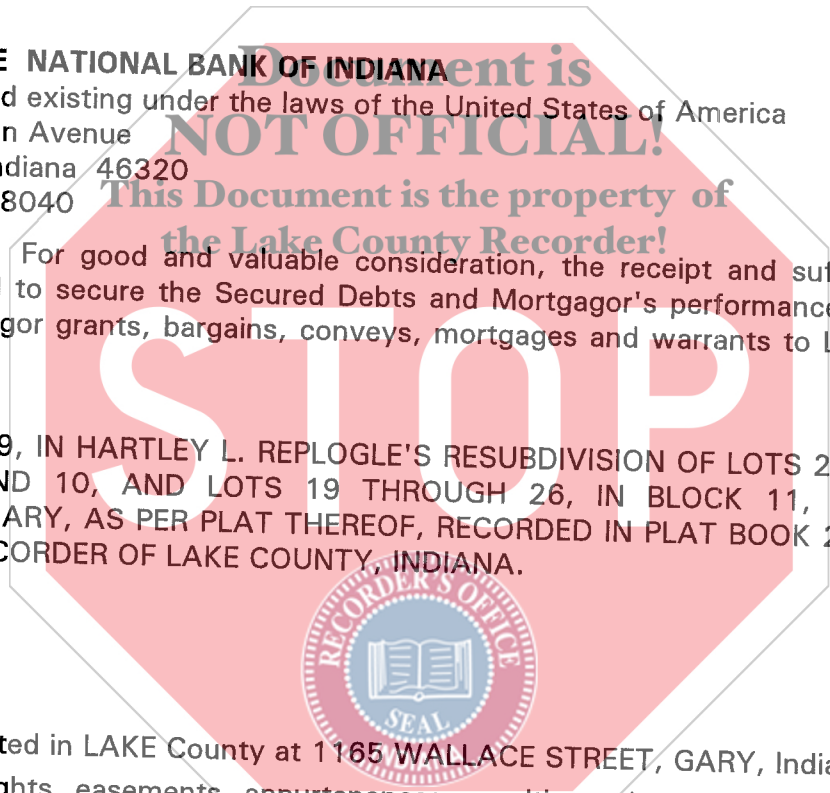 E NATIONAL BANK OF INDIANA
d existing under the laws of the United States of America
n Avenue
ndiana 46320
8040
Document is
NOT OFFICIAL!
This Document is the property of
the Lake County Recorder!
For good and valuable consideration, the receipt and suf
to secure the Secured Debts and Mortgagor's performance
gor grants, bargains, conveys, mortgages and warrants to L
STOP
9, IN HARTLEY L. REPLOGLE'S RESUBDIVISION OF LOTS 2
ND 10, AND LOTS 19 THROUGH 26, IN BLOCK 11,
ARY, AS PER PLAT THEREOF, RECORDED IN PLAT BOOK 2
CORDER OF LAKE COUNTY, INDIANA.
RECORDER'S OFFICE
SEAL
INDIANA
ted in LAKE County at 1165 WALLACE STREET, GARY, India
ghts, easements, appurtenances,